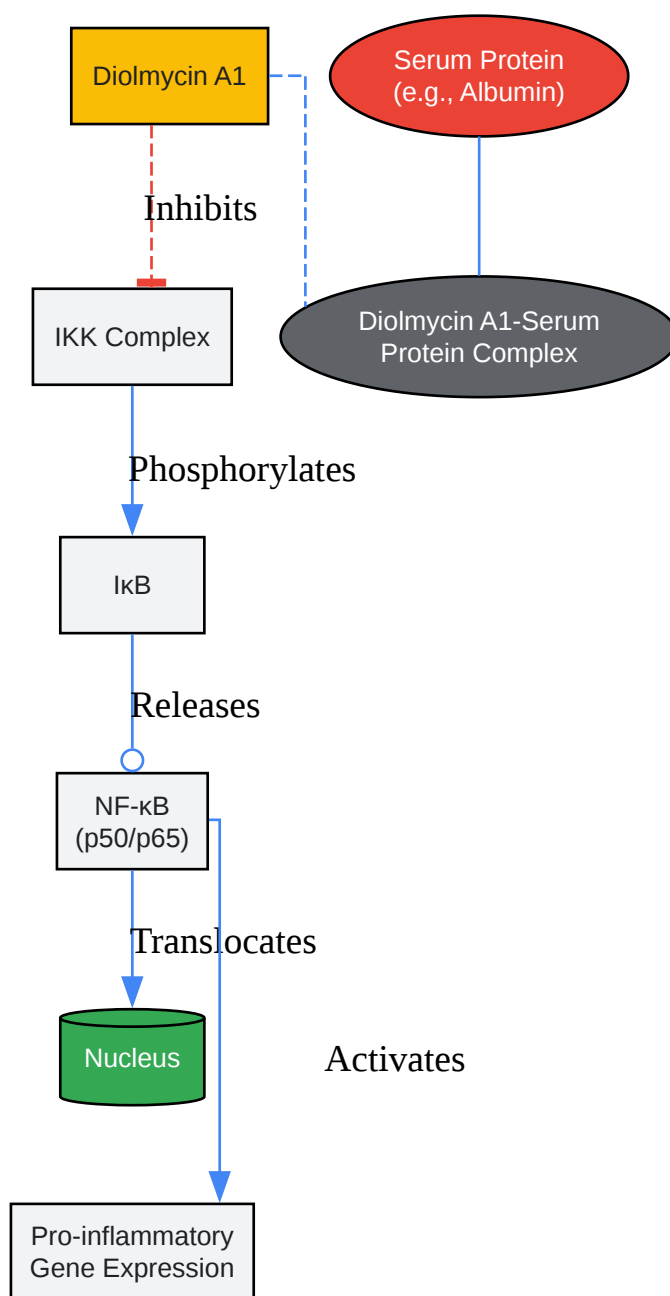 Diolmycin A1
Serum Protein
(e.g., Albumin)
Inhibits
IKK Complex
Diolmycin A1-Serum
Protein Complex
Phosphorylates
IκB
Releases
NF-κB
(p50/p65)
Translocates
Nucleus
Activates
Pro-inflammatory
Gene Expression